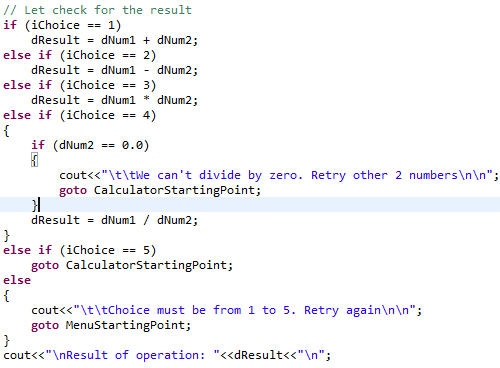 // Let check for the result
if (iChoice == 1)
    dResult = dNum1 + dNum2;
else if (iChoice == 2)
    dResult = dNum1 - dNum2;
else if (iChoice == 3)
    dResult = dNum1 * dNum2;
else if (iChoice == 4)
{
    if (dNum2 == 0.0)
    {
        cout<<"\t\tWe can't divide by zero. Retry other 2 numbers\n\n";
        goto CalculatorStartingPoint;
    }
    dResult = dNum1 / dNum2;
}
else if (iChoice == 5)
    goto CalculatorStartingPoint;
else
{
    cout<<"\t\tChoice must be from 1 to 5. Retry again\n\n";
    goto MenuStartingPoint;
}
cout<<"\nResult of operation: "<<dResult<<"\n";